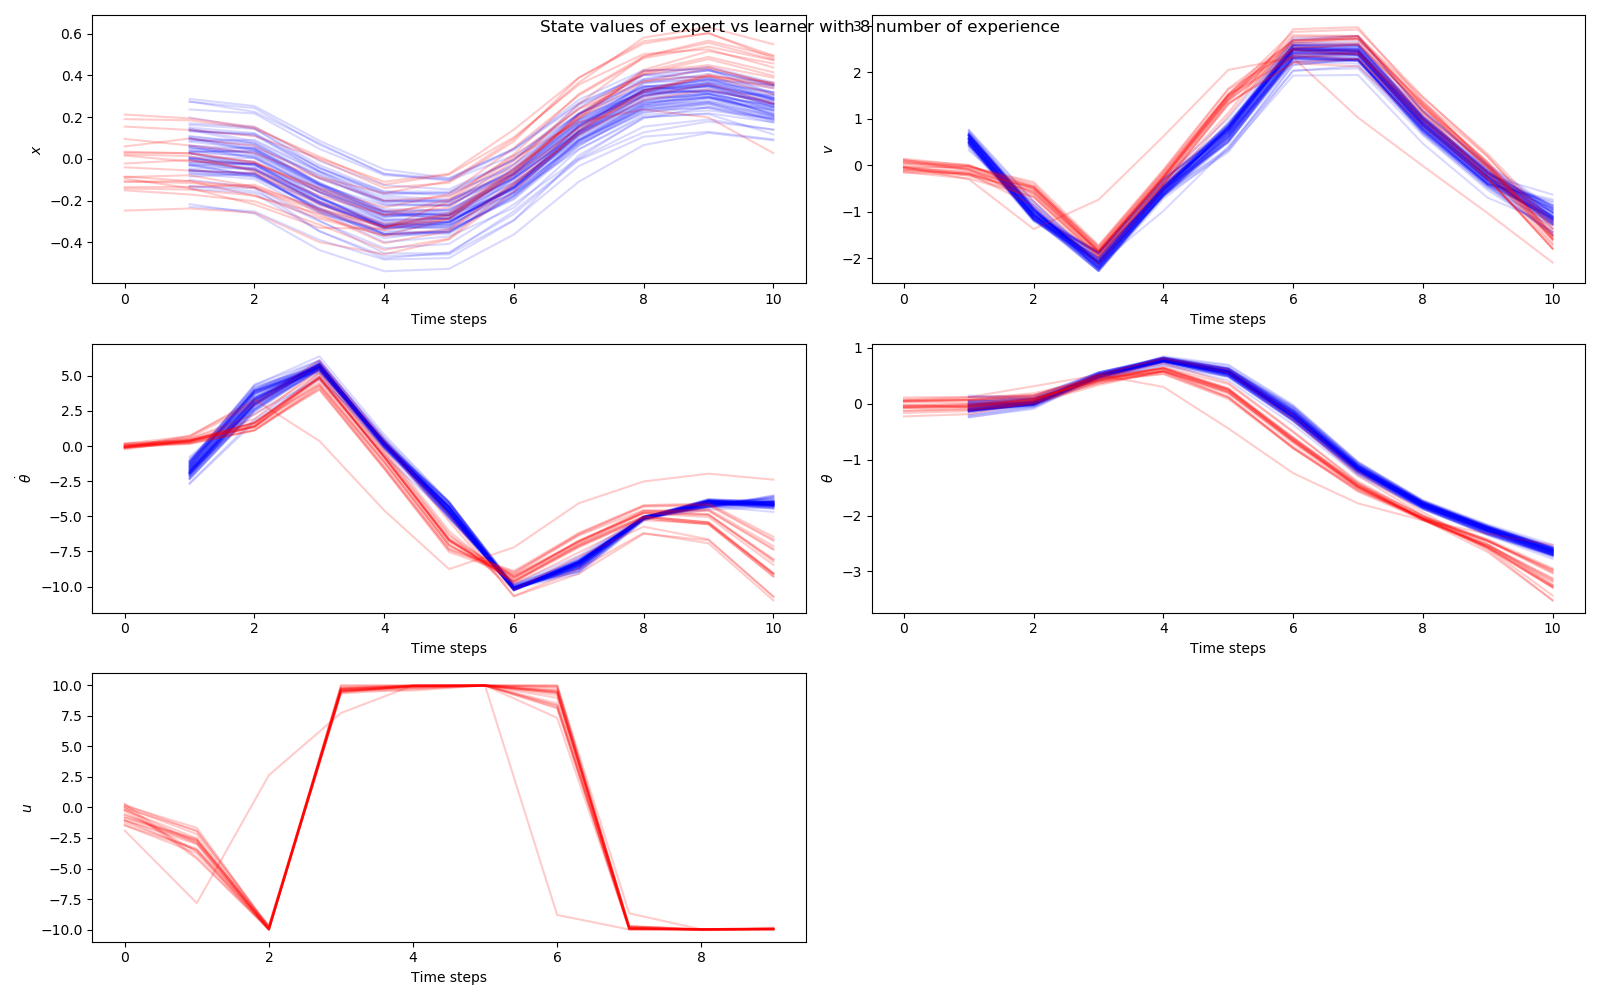 State values of expert vs learner with 8 number of experience
0.6
0.4
0.2
0.0
−0.2
−0.4
x
0 2 4 6 8 10
Time steps
3
2
1
0
−1
−2
v
0 2 4 6 8 10
Time steps
5.0
2.5
0.0
−2.5
−5.0
−7.5
−10.0
θ̇
0 2 4 6 8 10
Time steps
1
0
−1
−2
−3
θ
0 2 4 6 8 10
Time steps
10.0
7.5
5.0
2.5
0.0
−2.5
−5.0
−7.5
−10.0
u
0 2 4 6 8
Time steps